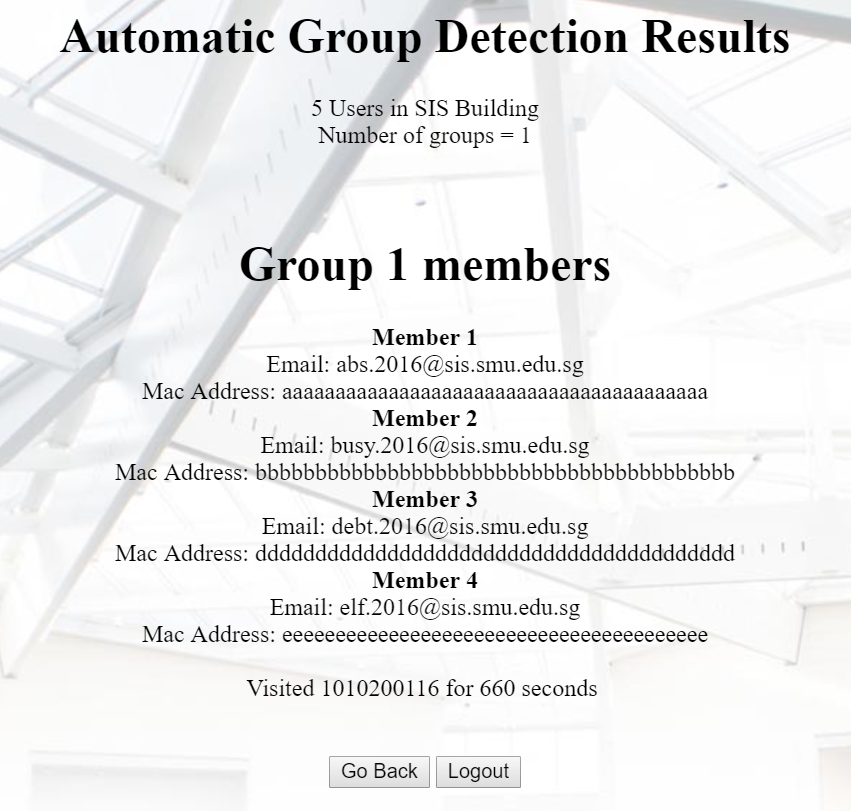 Automatic Group Detection Results
5 Users in SIS Building
Number of groups = 1
Group 1 members
Member 1
Email: abs.2016@sis.smu.edu.sg
Mac Address: aaaaaaaaaaaaaaaaaaaaaaaaaaaaaaaaaaaaaaaa
Member 2
Email: busy.2016@sis.smu.edu.sg
Mac Address: bbbbbbbbbbbbbbbbbbbbbbbbbbbbbbbbbbbbbbbb
Member 3
Email: debt.2016@sis.smu.edu.sg
Mac Address: dddddddddddddddddddddddddddddddddddddddd
Member 4
Email: elf.2016@sis.smu.edu.sg
Mac Address: eeeeeeeeeeeeeeeeeeeeeeeeeeeeeeeeeeeeeeee
Visited 1010200116 for 660 seconds
Go Back Logout